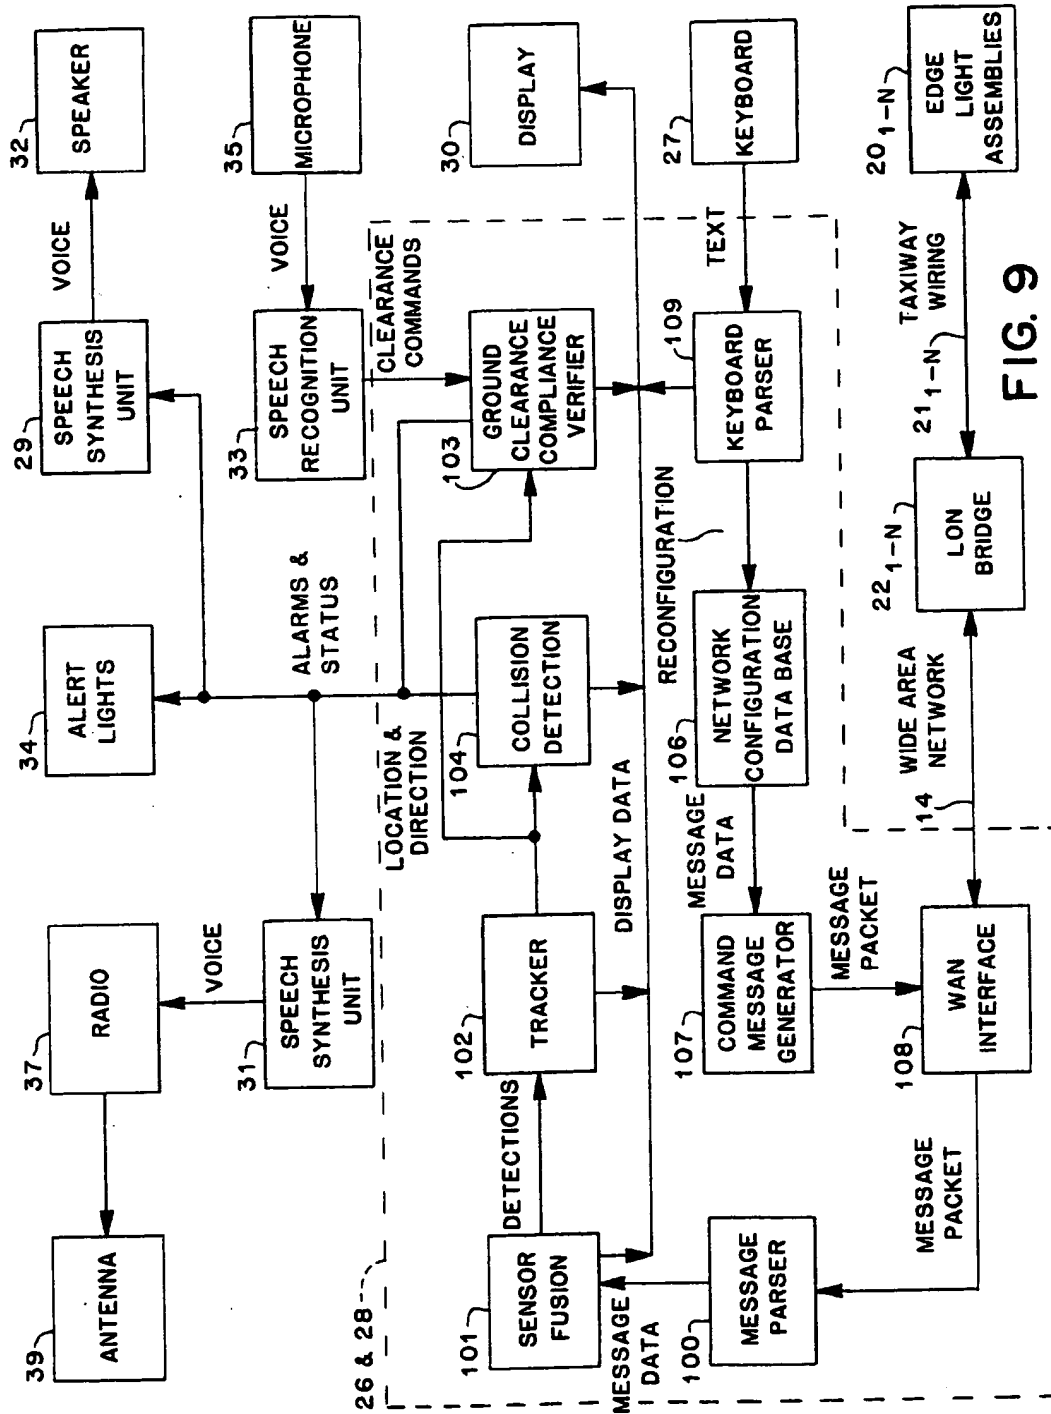 39
ANTENNA
37
RADIO
34
ALERT
LIGHTS
29
SPEECH
SYNTHESIS
UNIT
VOICE
32
SPEAKER
VOICE
31
SPEECH
SYNTHESIS
UNIT
ALARMS &
STATUS
33
SPEECH
RECOGNITION
UNIT
VOICE
35
MICROPHONE
26 & 28
LOCATION &
DIRECTION
CLEARANCE
COMMANDS
101
SENSOR
FUSION
DETECTIONS
102
TRACKER
104
COLLISION
DETECTION
103
GROUND
CLEARANCE
COMPLIANCE
VERIFIER
30
DISPLAY
MESSAGE
DATA
DISPLAY DATA
100
MESSAGE
PARSER
107
COMMAND
MESSAGE
GENERATOR
MESSAGE
DATA
106
NETWORK
CONFIGURATION
DATA BASE
RECONFIGURATION
109
KEYBOARD
PARSER
TEXT
27
KEYBOARD
MESSAGE
PACKET
MESSAGE
PACKET
108
WAN
INTERFACE
14
WIDE AREA
NETWORK
22 1-N
LON
BRIDGE
21 1-N
TAXIWAY
WIRING
20 1-N
EDGE
LIGHT
ASSEMBLIES
FIG. 9